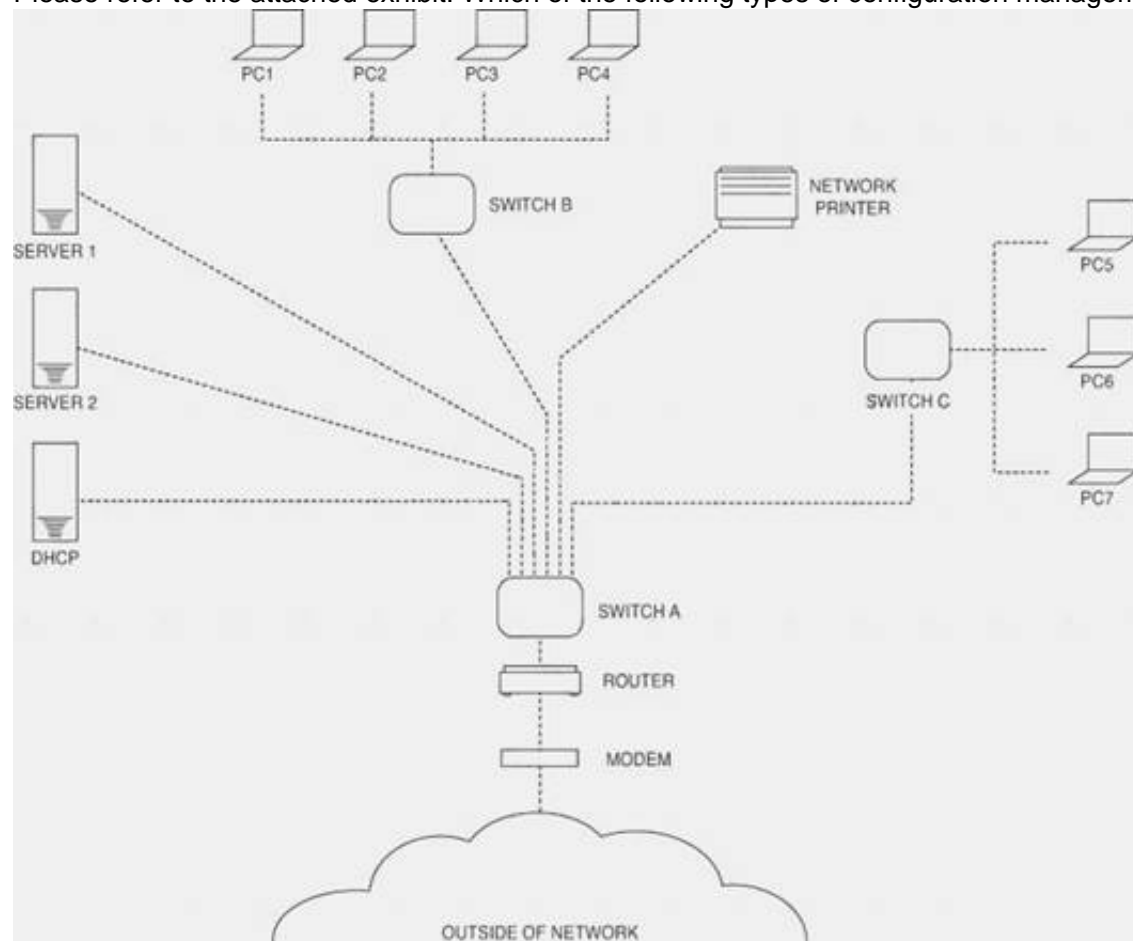 Please refer to the attached exhibit. Which of the following types of configuration
PC1
PC2
PC3
PC4
SWITCH B
NETWORK
PRINTER
SERVER 1
PC5
SERVER 2
SWITCH C
PC6
PC7
DHCP
SWITCH A
ROUTER
MODEM
OUTSIDE OF NETWORK